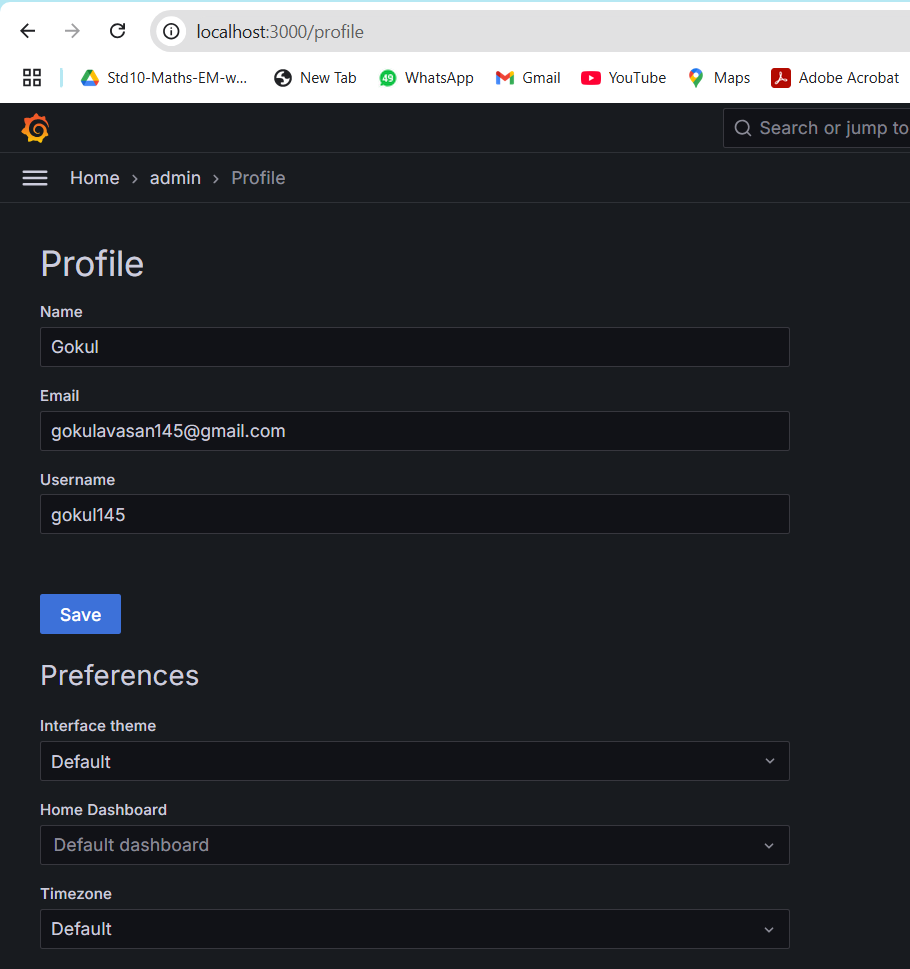 localhost:3000/profile
Std10-Maths-EM-w... New Tab 49 WhatsApp Gmail YouTube Maps Adobe Acrobat
Search or jump to
Home › admin › Profile
Profile
Name
Gokul
Email
gokulavasan145@gmail.com
Username
gokul145
Save
Preferences
Interface theme
Default
Home Dashboard
Default dashboard
Timezone
Default